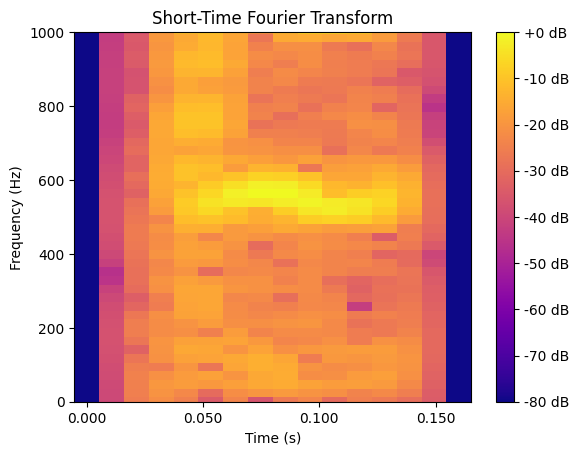 Short-Time Fourier Transform
Frequency (Hz)
1000
800
600
400
200
0
0.000
0.050
0.100
0.150
Time (s)
+0 dB
-10 dB
-20 dB
-30 dB
-40 dB
-50 dB
-60 dB
-70 dB
-80 dB